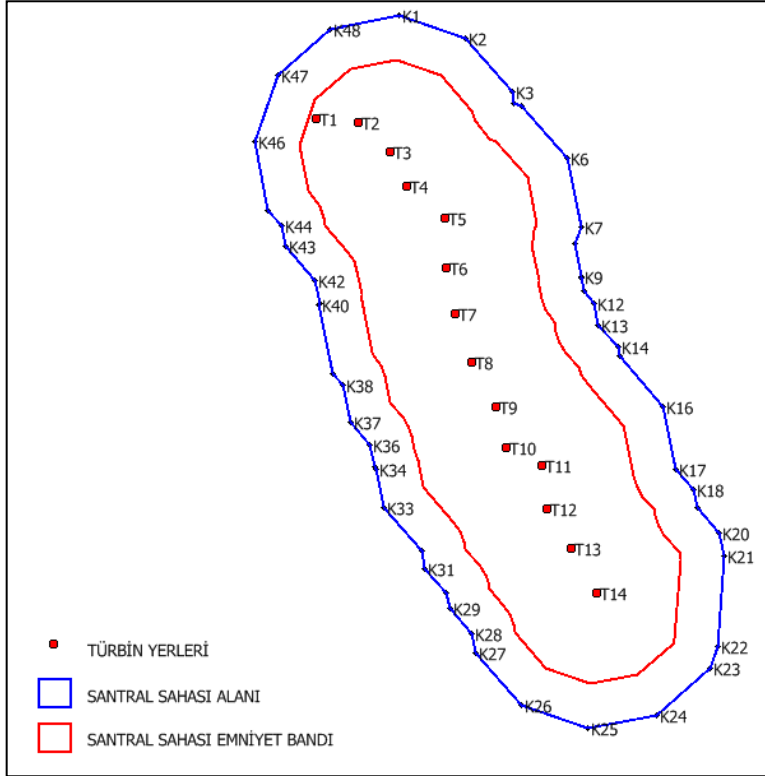 K1
K48
K2
K47
K3
T1
T2
K46
T3
K6
T4
T5
K44
K7
K43
T6
K42
K9
K40
K12
T7
K13
K14
T8
K38
T9
K16
K37
K36
T10
K34
T11
K17
K18
K33
T12
K20
T13
K21
K31
T14
K29
K28
K22
TÜRBİN YERLERİ
K27
K23
SANTRAL SAHASI ALANI
K26
K24
K25
SANTRAL SAHASI EMNİYET BANDI